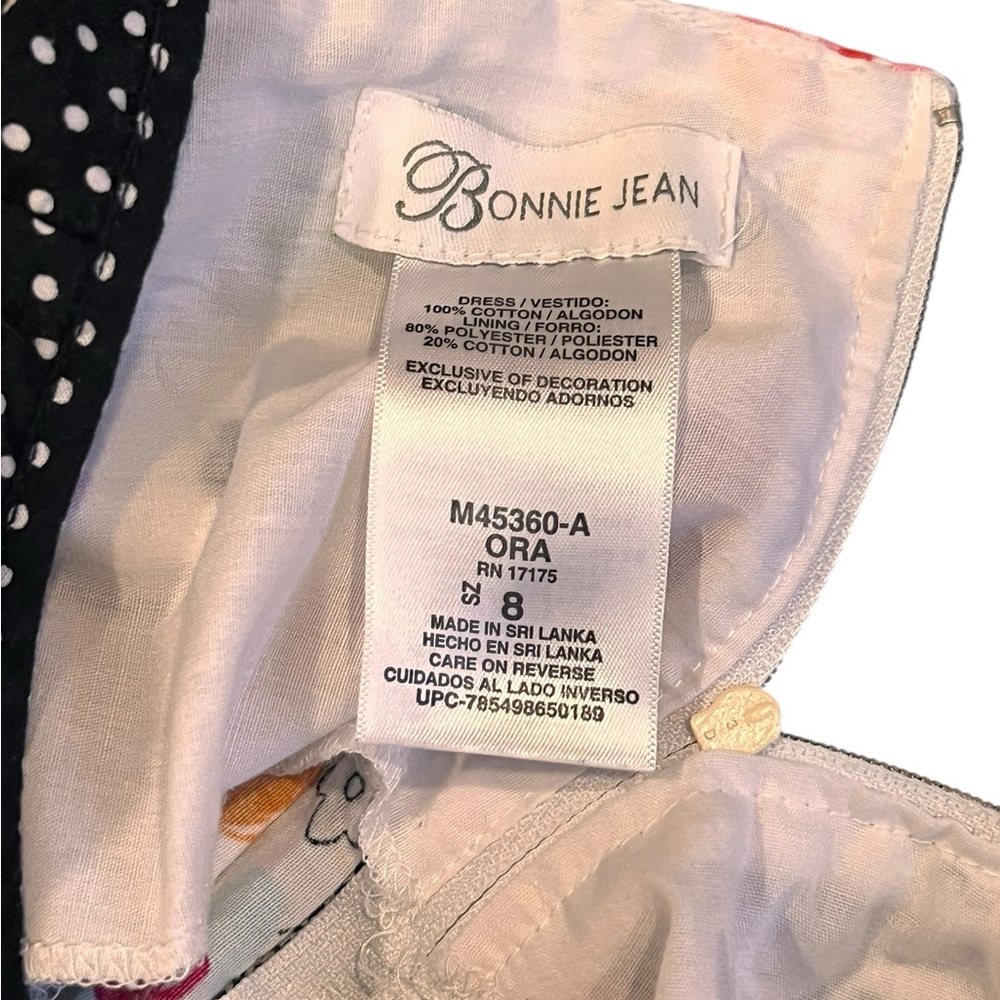 BONNIE JEAN
DRESS / VESTIDO:
100% COTTON / ALGODON
LINING / FORRO:
80% POLYESTER / POLIESTER
20% COTTON / ALGODON
EXCLUSIVE OF DECORATION
EXCLUYENDO ADORNOS
M45360-A
ORA
RN 17175
SZ 8
MADE IN SRI LANKA
HECHO EN SRI LANKA
CARE ON REVERSE
CUIDADOS AL LADO INVERSO
UPC-785498650189